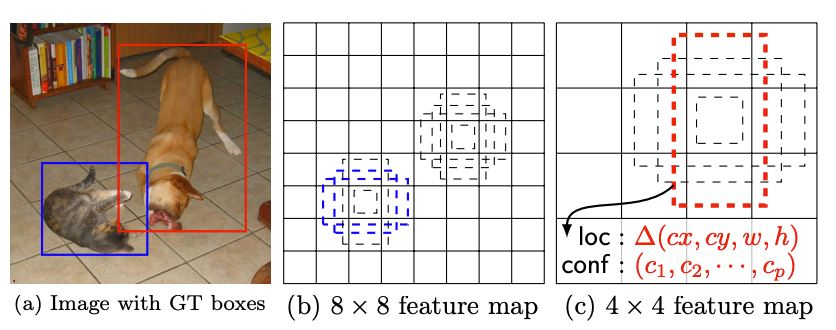 loc : Δ(cx, cy, w, h)
conf : (c₁, c₂, ⋯, cₚ)
(a) Image with GT boxes
(b) 8 × 8 feature map
(c) 4 × 4 feature map